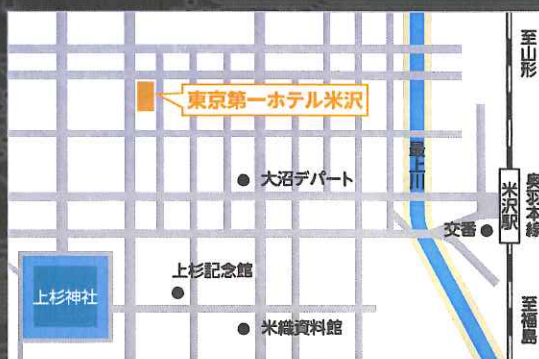 至山形
東京第一ホテル米沢
最上川
大沼デパート
米沢駅
奥羽本線
交番
上杉記念館
上杉神社
米織資料館
至福島